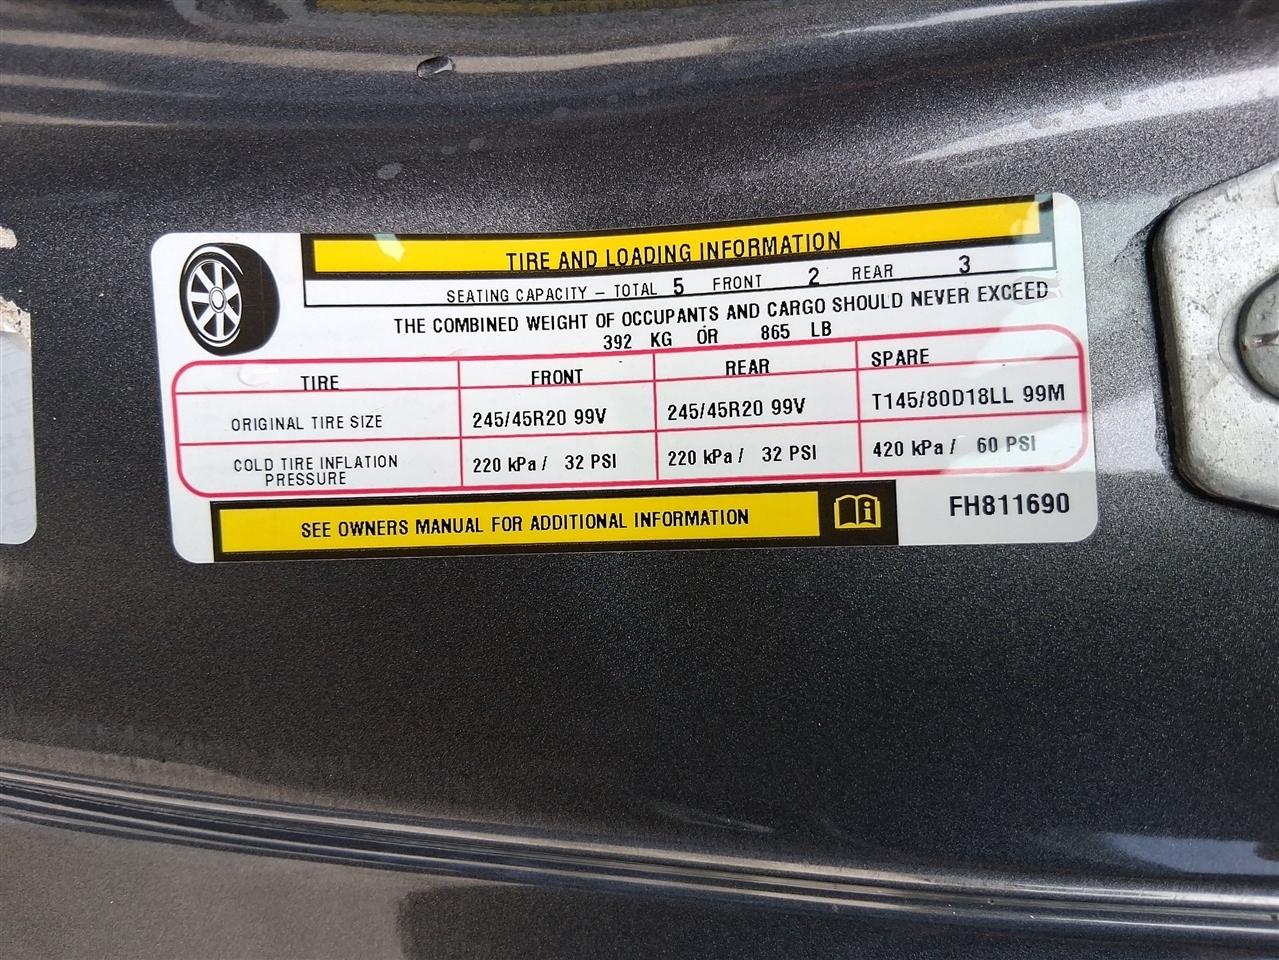 TIRE AND LOADING INFORMATION
SEATING CAPACITY – TOTAL 5 FRONT 2 REAR 3
THE COMBINED WEIGHT OF OCCUPANTS AND CARGO SHOULD NEVER EXCEED
392 KG OR 865 LB
TIRE FRONT REAR SPARE
ORIGINAL TIRE SIZE 245/45R20 99V 245/45R20 99V T145/80D18LL 99M
COLD TIRE INFLATION PRESSURE 220 kPa / 32 PSI 220 kPa / 32 PSI 420 kPa / 60 PSI
SEE OWNERS MANUAL FOR ADDITIONAL INFORMATION
FH811690